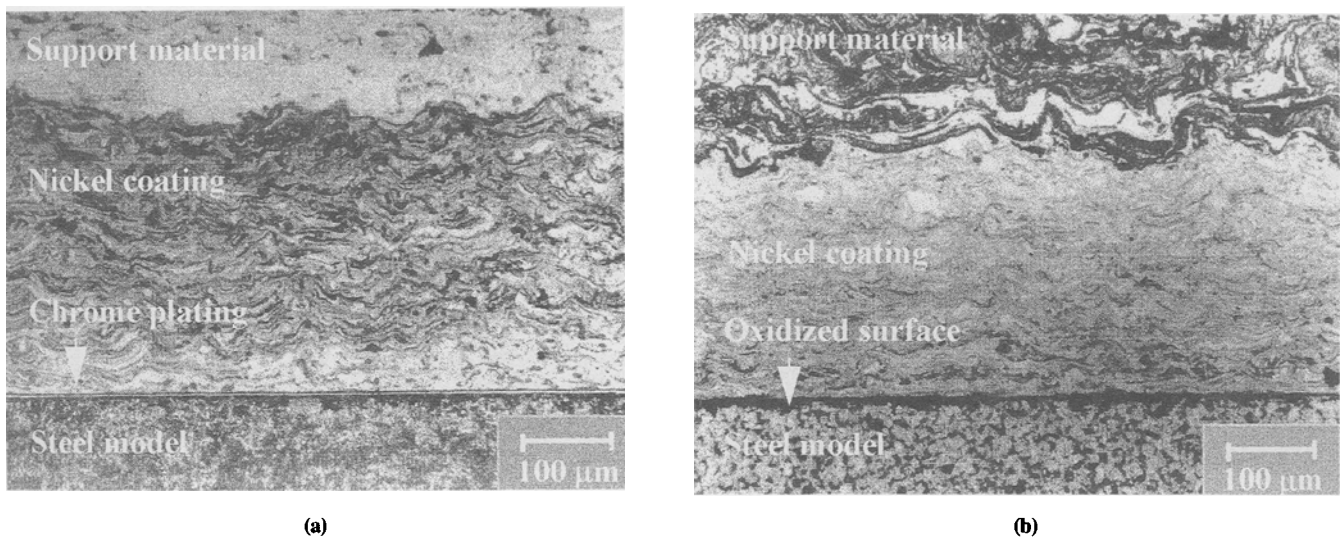 Support material
Nickel coating
Chrome plating
Steel model
100 μm
(a)
Support material
Nickel coating
Oxidized surface
Steel model
100 μm
(b)